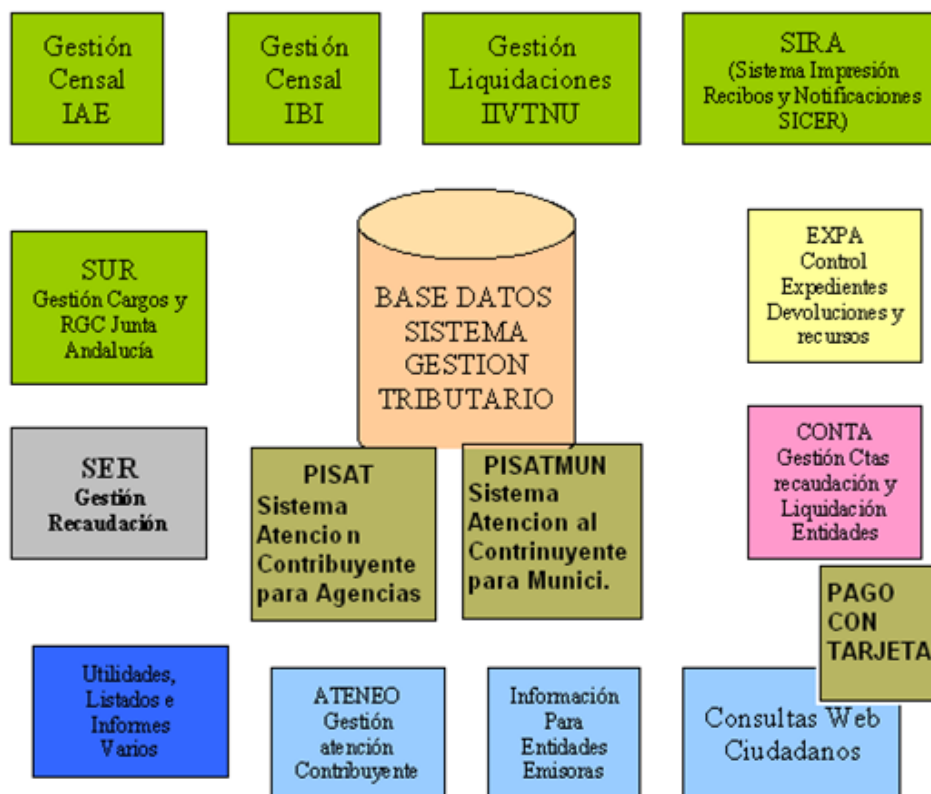 Gestión
Censal
IAE
Gestión
Censal
IBI
Gestión
Liquidaciones
IIVTNU
SIRA
(Sistema Impresión
Recibos y Notificaciones
SICER)
SUR
Gestión Cargos y
RGC Junta
Andalucía
BASE DATOS
SISTEMA
GESTION
TRIBUTARIO
EXPA
Control
Expedientes
Devoluciones y
recursos
SER
Gestión
Recaudación
PISAT
Sistema
Atencion
Contribuyente
para Agencias
PISATMUN
Sistema
Atencion al
Contrinuyente
para Munici.
CONTA
Gestión Ctas
recaudación y
Liquidación
Entidades
PAGO
CON
TARJETA
Utilidades,
Listados e
Informes
Varios
ATENEO
Gestión
atención
Contribuyente
Información
Para
Entidades
Emisoras
Consultas Web
Ciudadanos